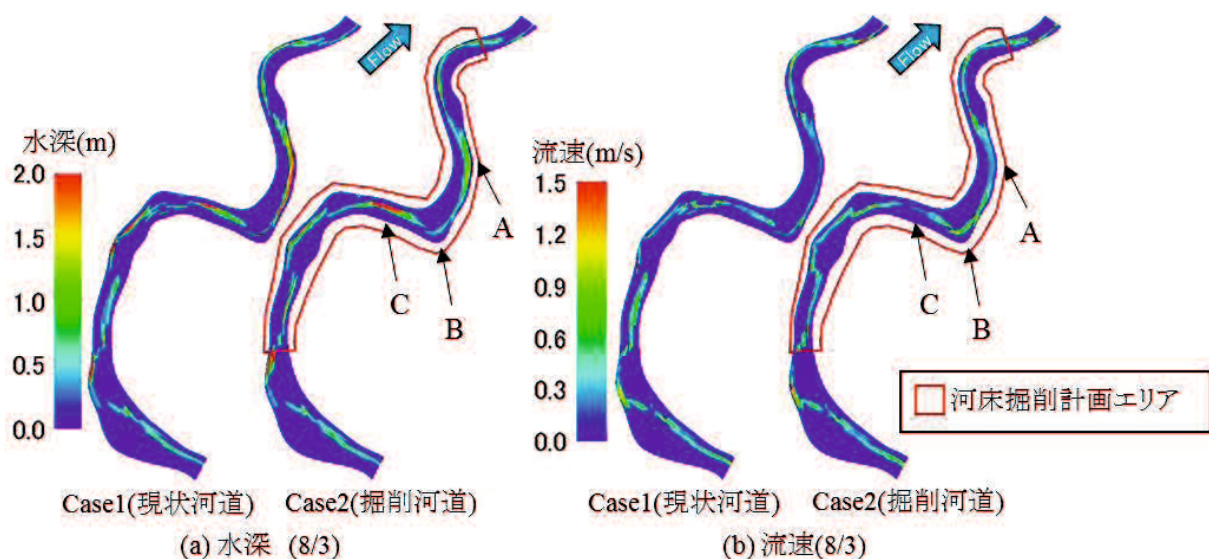 Flow
Flow
水深(m)
2.0
1.5
1.0
0.5
0.0
A
B
C
流速(m/s)
1.5
1.2
0.9
0.6
0.3
0.0
A
B
C
河床掘削計画エリア
Case1(現状河道) Case2(掘削河道)
Case1(現状河道) Case2(掘削河道)
(a) 水深 (8/3)
(b) 流速(8/3)